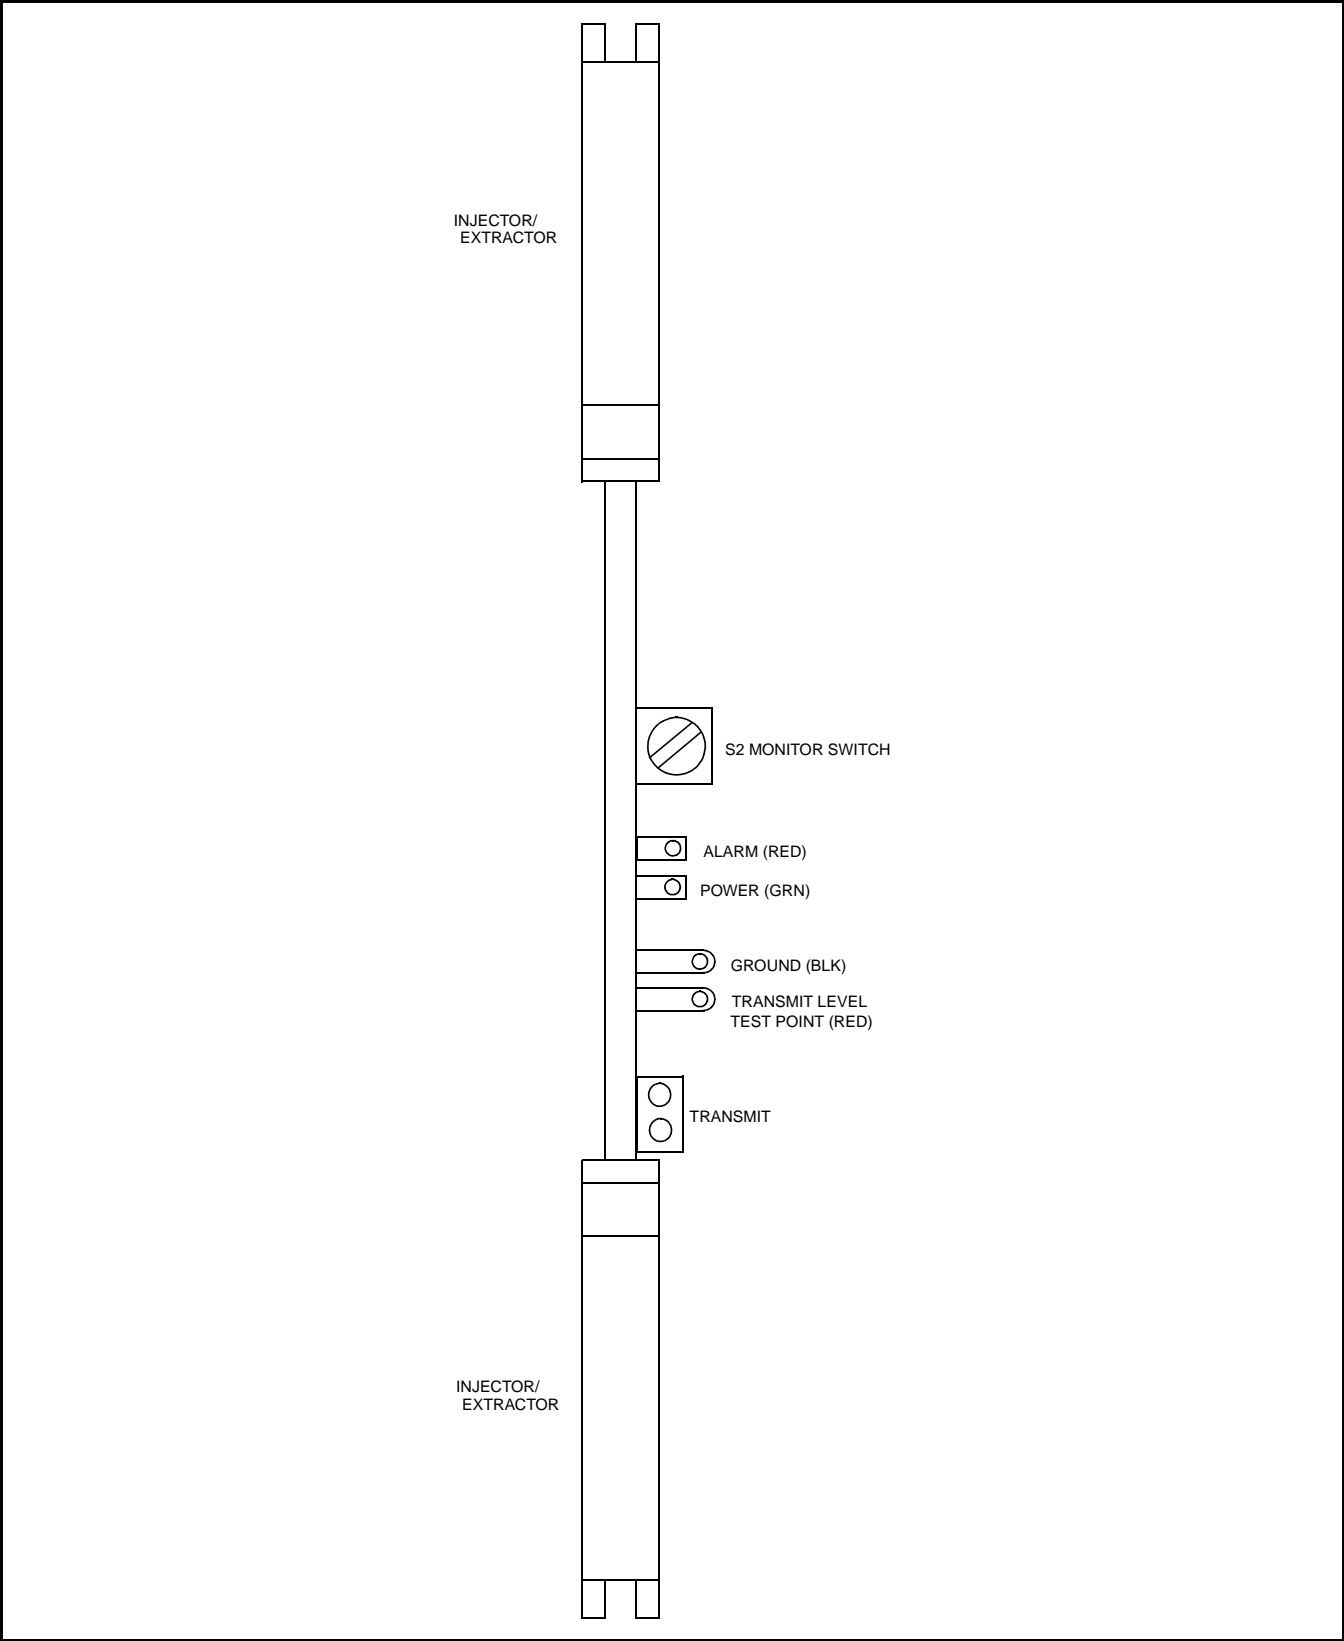 INJECTOR/
EXTRACTOR
S2 MONITOR SWITCH
ALARM (RED)
POWER (GRN)
GROUND (BLK)
TRANSMIT LEVEL
TEST POINT (RED)
TRANSMIT
INJECTOR/
EXTRACTOR